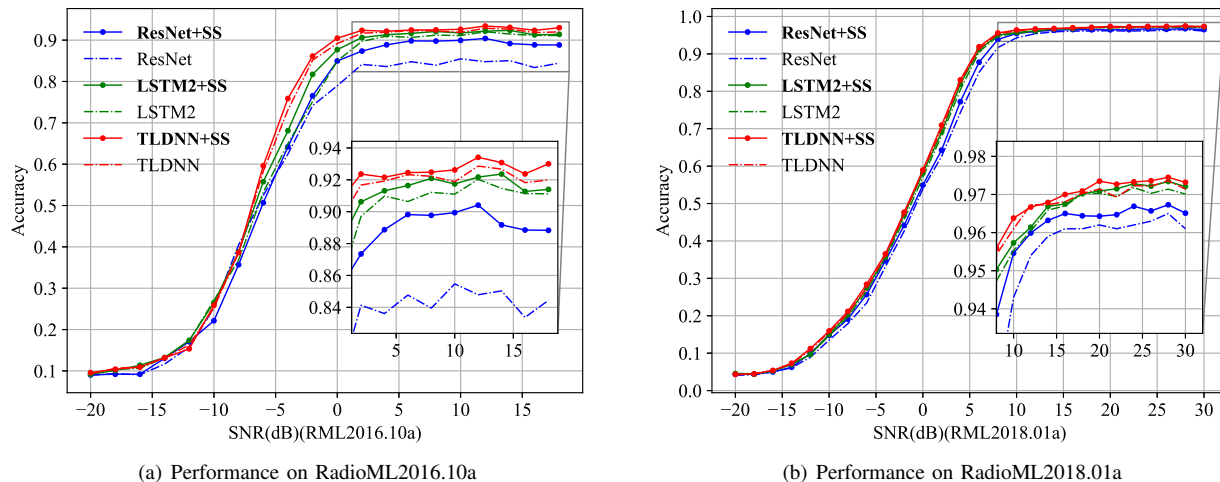 0.9
0.8
0.7
0.6
0.5
0.4
0.3
0.2
0.1
Accuracy
ResNet+SS
ResNet
LSTM2+SS
LSTM2
TLDNN+SS
TLDNN
0.94
0.92
0.90
0.88
0.86
0.84
5 10 15
−20 −15 −10 −5 0 5 10 15
SNR(dB)(RML2016.10a)
(a) Performance on RadioML2016.10a
1.0
0.9
0.8
0.7
0.6
0.5
0.4
0.3
0.2
0.1
0.0
Accuracy
ResNet+SS
ResNet
LSTM2+SS
LSTM2
TLDNN+SS
TLDNN
0.98
0.97
0.96
0.95
0.94
10 15 20 25 30
−20 −15 −10 −5 0 5 10 15 20 25 30
SNR(dB)(RML2018.01a)
(b) Performance on RadioML2018.01a